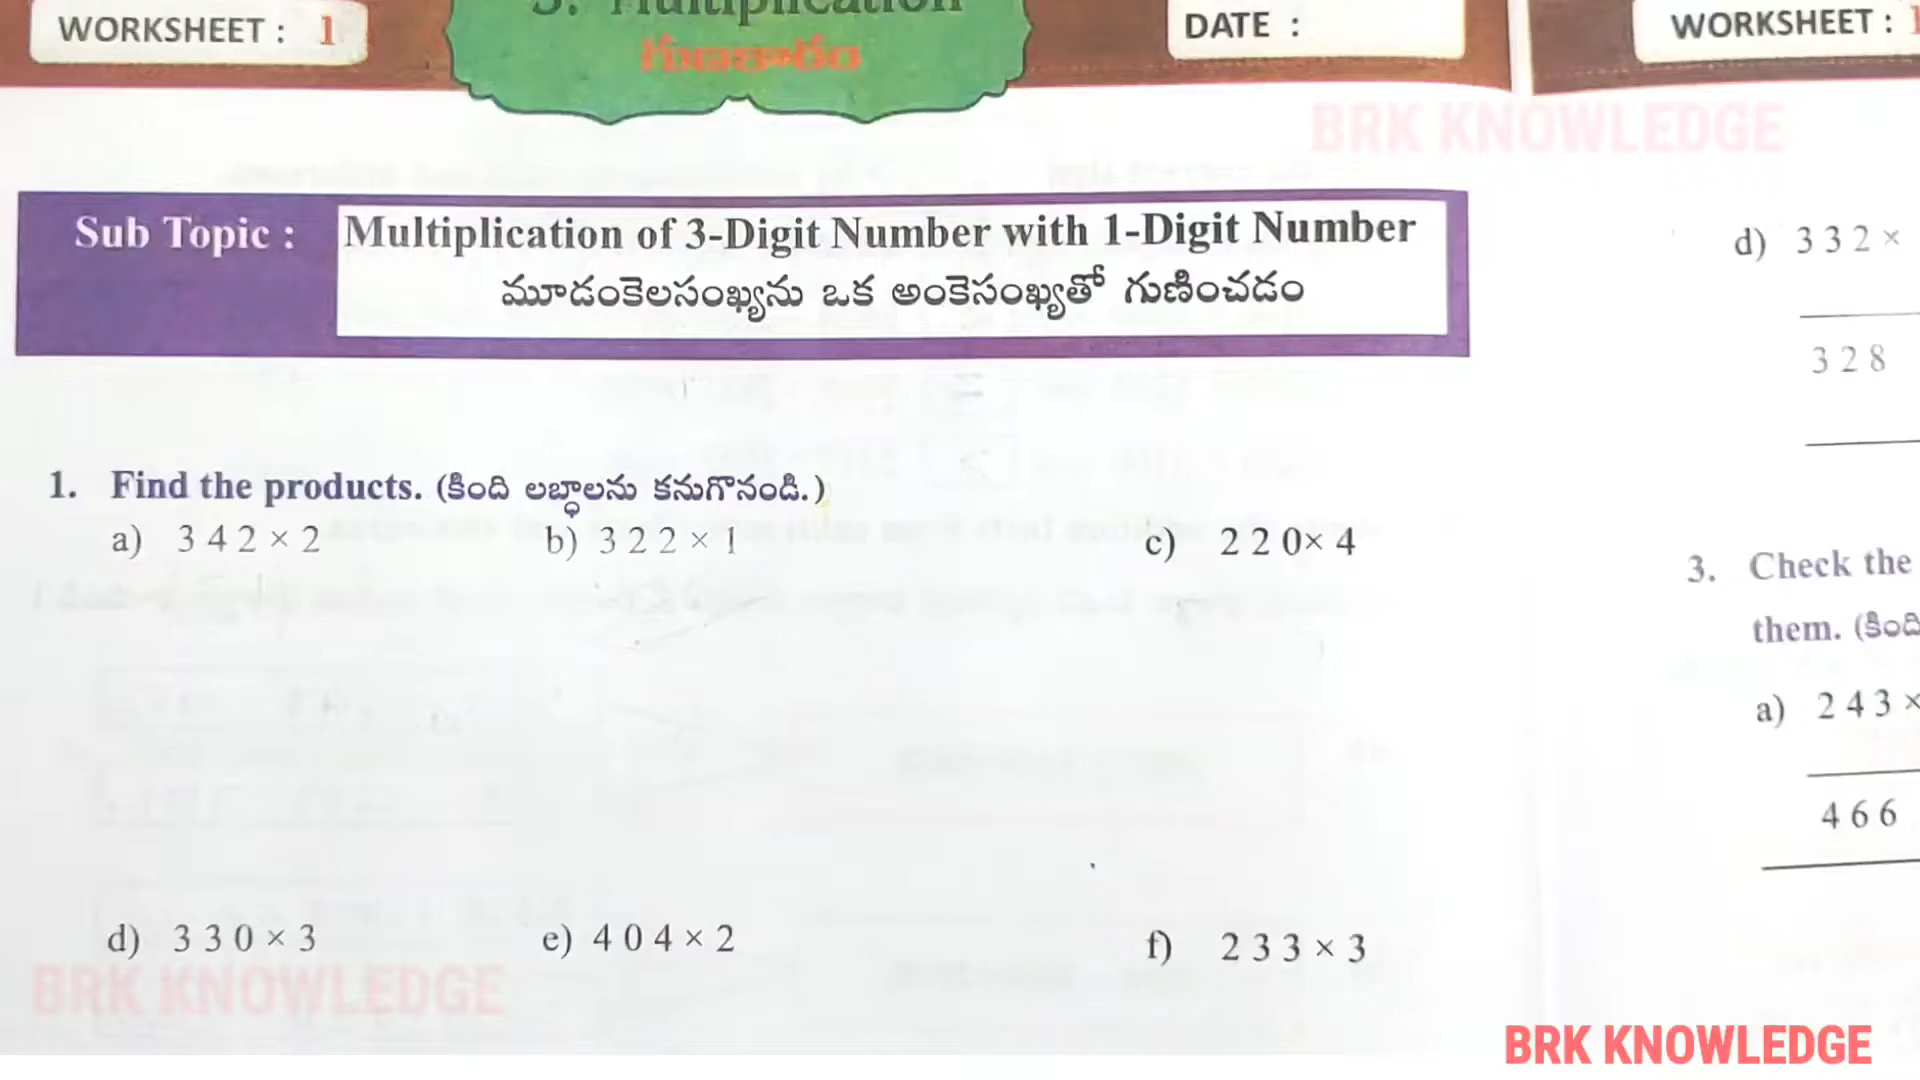 WORKSHEET : 1
3. Multiplication
గుణకారం
DATE :
WORKSHEET :
BRK KNOWLEDGE
Sub Topic : Multiplication of 3-Digit Number with 1-Digit Number
మూడంకెలసంఖ్యను ఒక అంకెసంఖ్యతో గుణించడం
1. Find the products. (కింది లబ్ధాలను కనుగొనండి.)
a) 3 4 2 × 2
b) 3 2 2 × 1
c) 2 2 0× 4
d) 3 3 0 × 3
e) 4 0 4 × 2
f) 2 3 3 × 3
BRK KNOWLEDGE
d) 3 3 2 ×
3 2 8
3. Check the
them. (కింది
a) 2 4 3 ×
4 6 6
BRK KNOWLEDGE